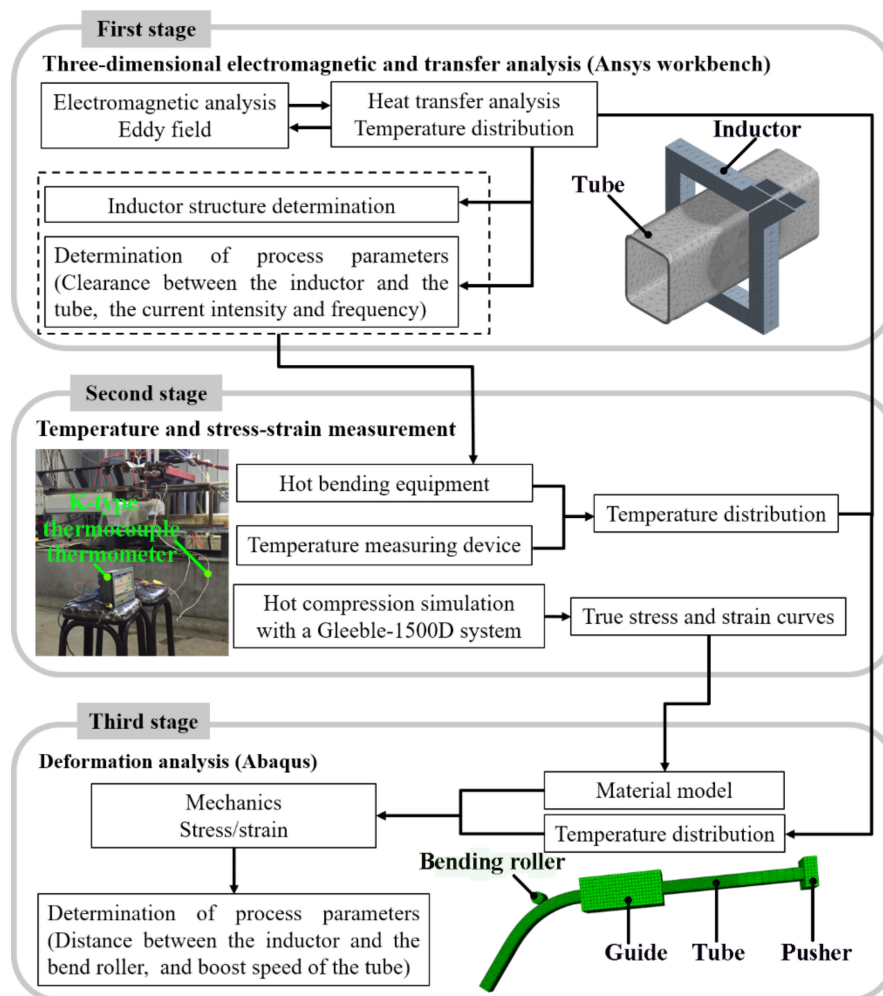 First stage
Three-dimensional electromagnetic and transfer analysis (Ansys workbench)
Electromagnetic analysis
Eddy field
Heat transfer analysis
Temperature distribution
Inductor
Tube
Inductor structure determination
Determination of process parameters
(Clearance between the inductor and the
tube, the current intensity and frequency)
Second stage
Temperature and stress-strain measurement
K-type
thermocouple
thermometer
Hot bending equipment
Temperature measuring device
Temperature distribution
Hot compression simulation
with a Gleeble-1500D system
True stress and strain curves
Third stage
Deformation analysis (Abaqus)
Mechanics
Stress/strain
Material model
Temperature distribution
Determination of process parameters
(Distance between the inductor and the
bend roller, and boost speed of the tube)
Bending roller
Guide
Tube
Pusher